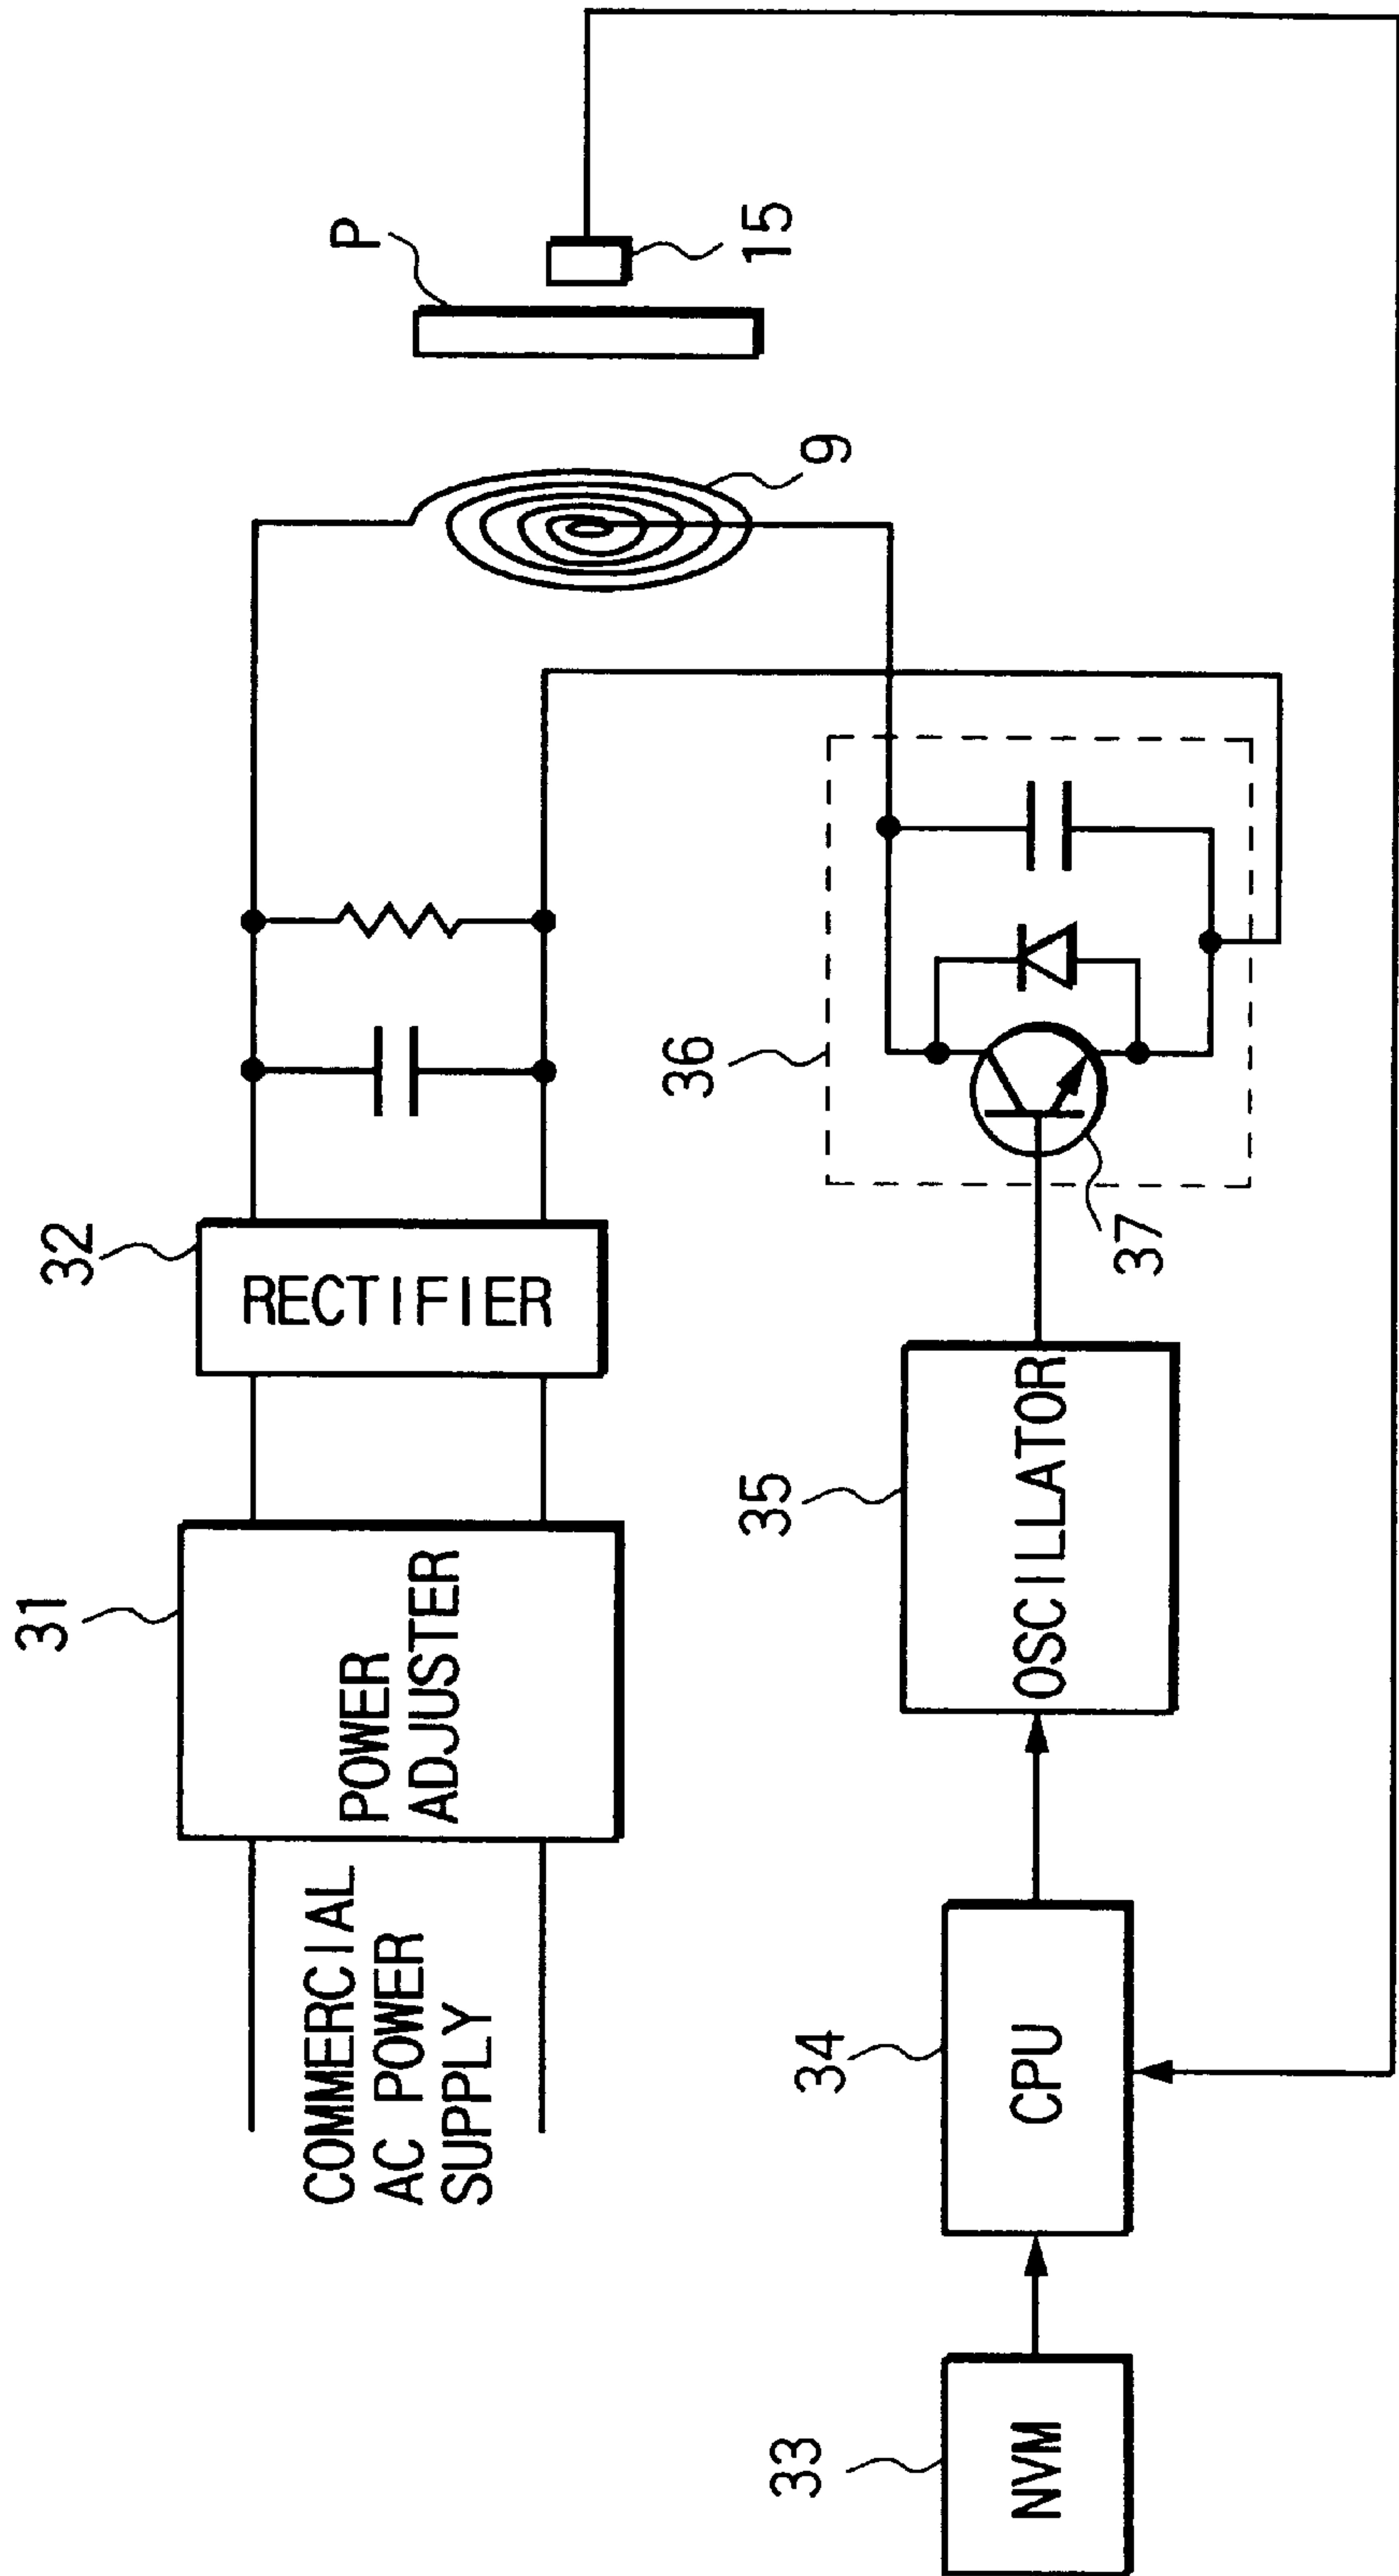 31
32
COMMERCIAL
AC POWER
SUPPLY
POWER
ADJUSTER
RECTIFIER
9
P
15
33
34
35
36
37
NVM
CPU
OSCILLATOR